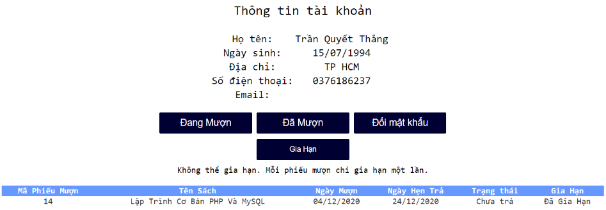 Thông tin tài khoản
Họ tên: Trần Quyết Thắng
Ngày sinh: 15/07/1994
Địa chỉ: TP HCM
Số điện thoại: 0376186237
Email:
Đang Mượn Đã Mượn Đổi mật khẩu
Gia Hạn
Không thể gia hạn. Mỗi phiếu mượn chỉ gia hạn một lần.
Mã Phiếu Mượn Tên Sách Ngày Mượn Ngày Hẹn Trả Trạng thái Gia Hạn
14 Lập Trình Cơ Bản PHP Và MySQL 04/12/2020 24/12/2020 Chưa trả Đã Gia Hạn